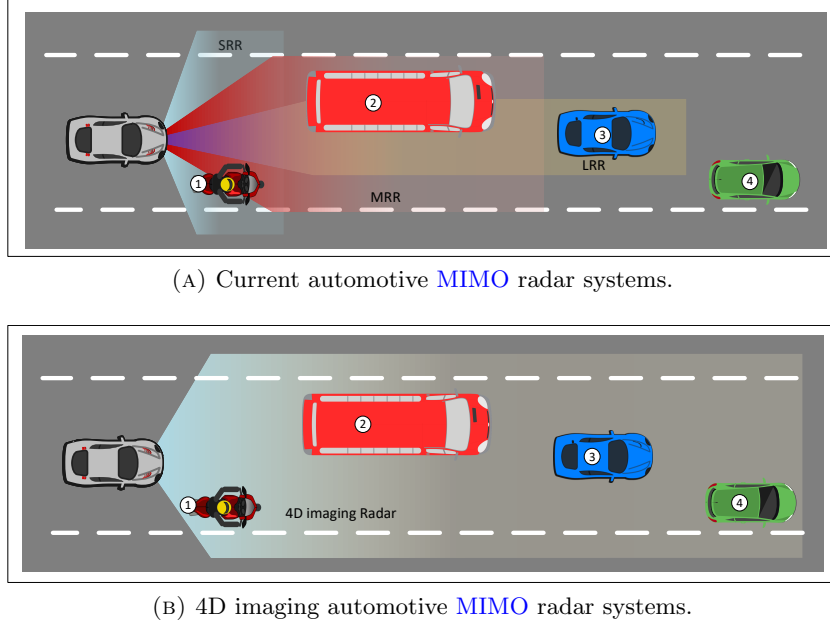 SRR
2
3
LRR
4
1
MRR
(A) Current automotive MIMO radar systems.
2
3
1
4
4D imaging Radar
(B) 4D imaging automotive MIMO radar systems.